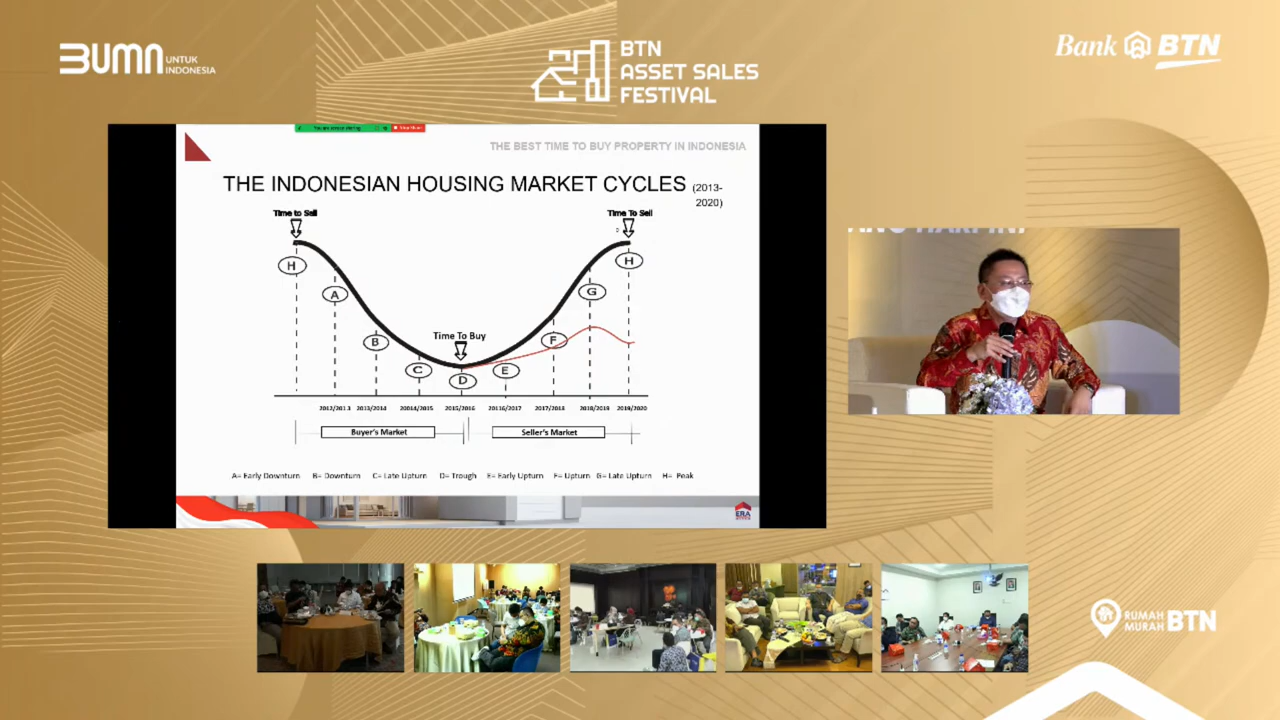 BUMN UNTUK
INDONESIA
BTN
ASSET SALES
FESTIVAL
Bank BTN
THE BEST TIME TO BUY PROPERTY IN INDONESIA
THE INDONESIAN HOUSING MARKET CYCLES (2013-
2020)
Time to Sell
Time To Sell
H
H
A
G
Time To Buy
B
F
C
E
D
2012/2013 2013/2014 20014/2015 2015/2016 20116/2017 2017/2018 2018/2019 2019/2020
Buyer's Market
Seller's Market
A= Early Downturn B= Downturn C= Late Upturn D= Trough E= Early Upturn F= Upturn G= Late Upturn H= Peak
ERA
RUMAH
MURAH BTN